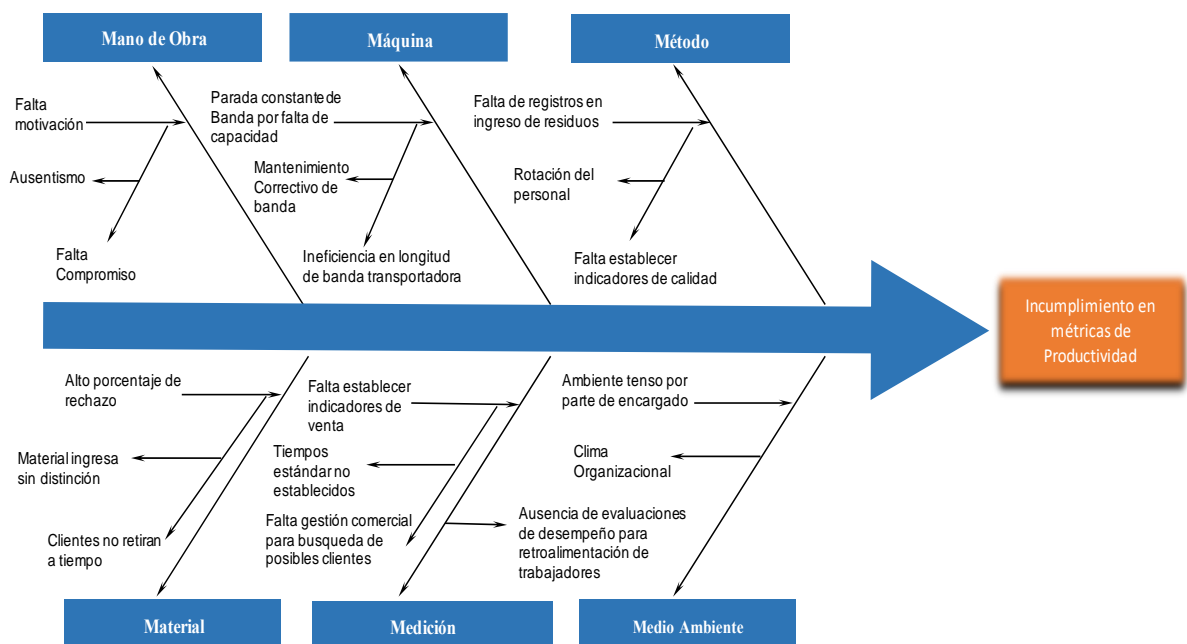 Mano de Obra
Máquina
Método
Falta
motivación
Ausentismo
Falta
Compromiso
Parada constante de
Banda por falta de
capacidad
Mantenimiento
Correctivo de
banda
Ineficiencia en longitud
de banda transportadora
Falta de registros en
ingreso de residuos
Rotación del
personal
Falta establecer
indicadores de calidad
Incumplimiento en
métricas de
Productividad
Alto porcentaje de
rechazo
Material ingresa
sin distinción
Clientes no retiran
a tiempo
Falta establecer
indicadores de
venta
Tiempos
estándar no
establecidos
Falta gestión comercial
para busqueda de
posibles clientes
Ausencia de evaluaciones
de desempeño para
retroalimentación de
trabajadores
Ambiente tenso por
parte de encargado
Clima
Organizacional
Material
Medición
Medio Ambiente